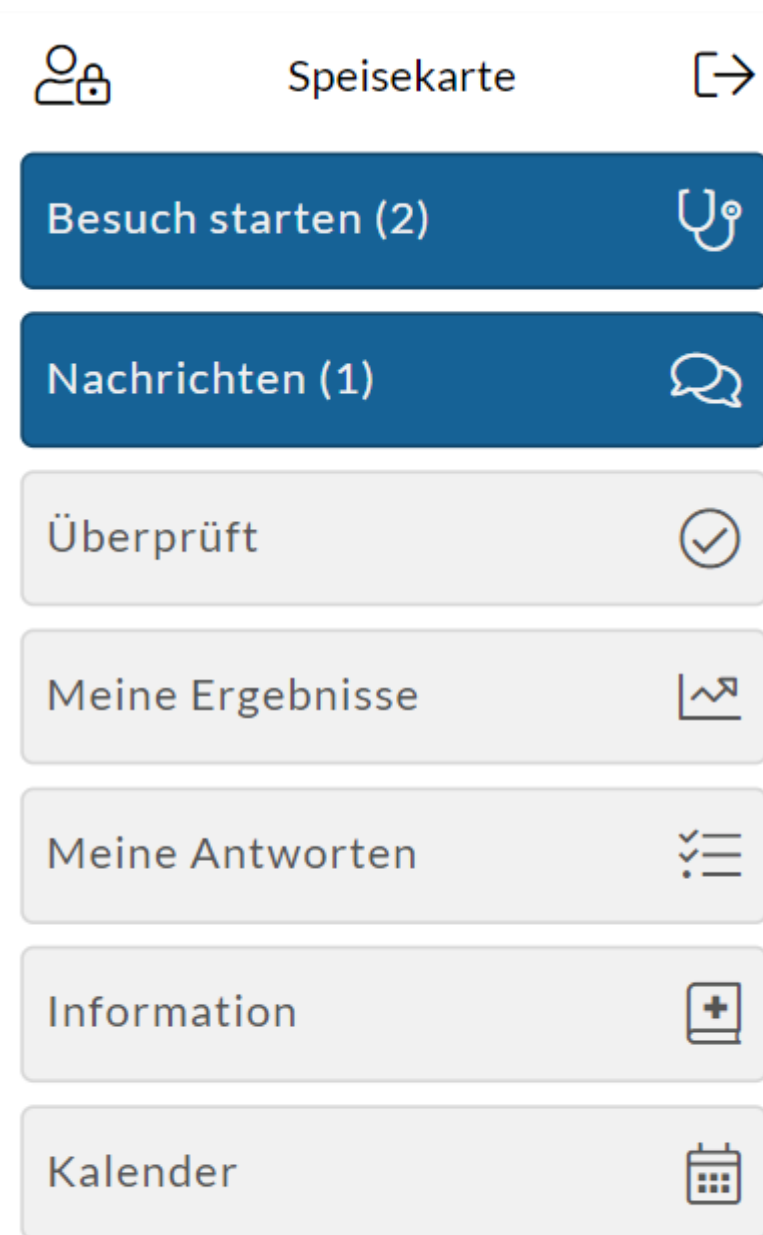 Speisekarte
Besuch starten (2)
Nachrichten (1)
Überprüft
Meine Ergebnisse
Meine Antworten
Information
Kalender